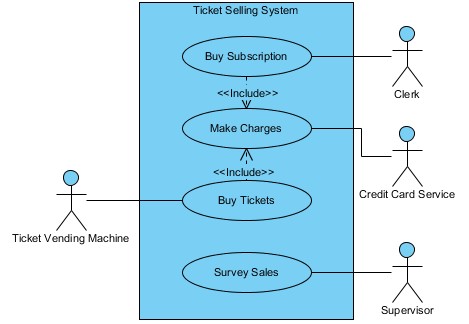 Ticket Selling System
Buy Subscription
Clerk
<<Include>>
Make Charges
Credit Card Service
<<Include>>
Buy Tickets
Ticket Vending Machine
Survey Sales
Supervisor